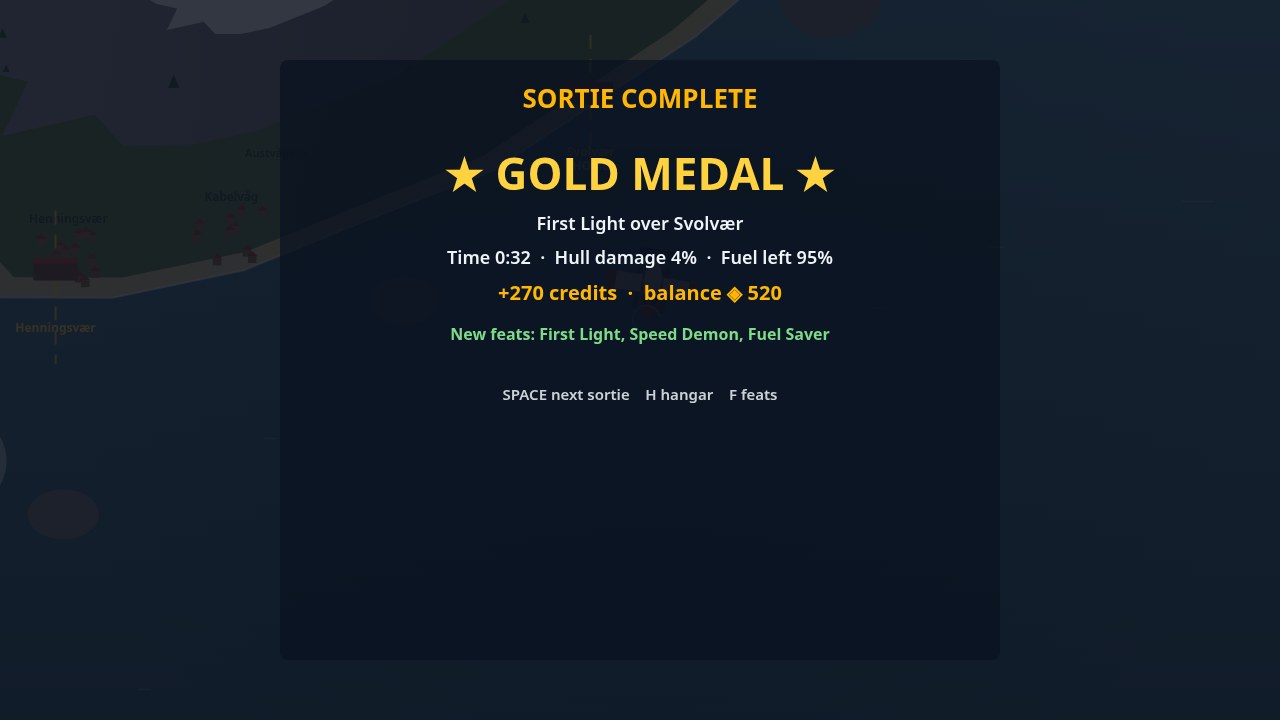 SORTIE COMPLETE
★ GOLD MEDAL ★
First Light over Svolvær
Time 0:32 · Hull damage 4% · Fuel left 95%
+270 credits · balance ◈ 520
New feats: First Light, Speed Demon, Fuel Saver
SPACE next sortie H hangar F feats
Kabelvåg
Henningsvær
Henningsvær